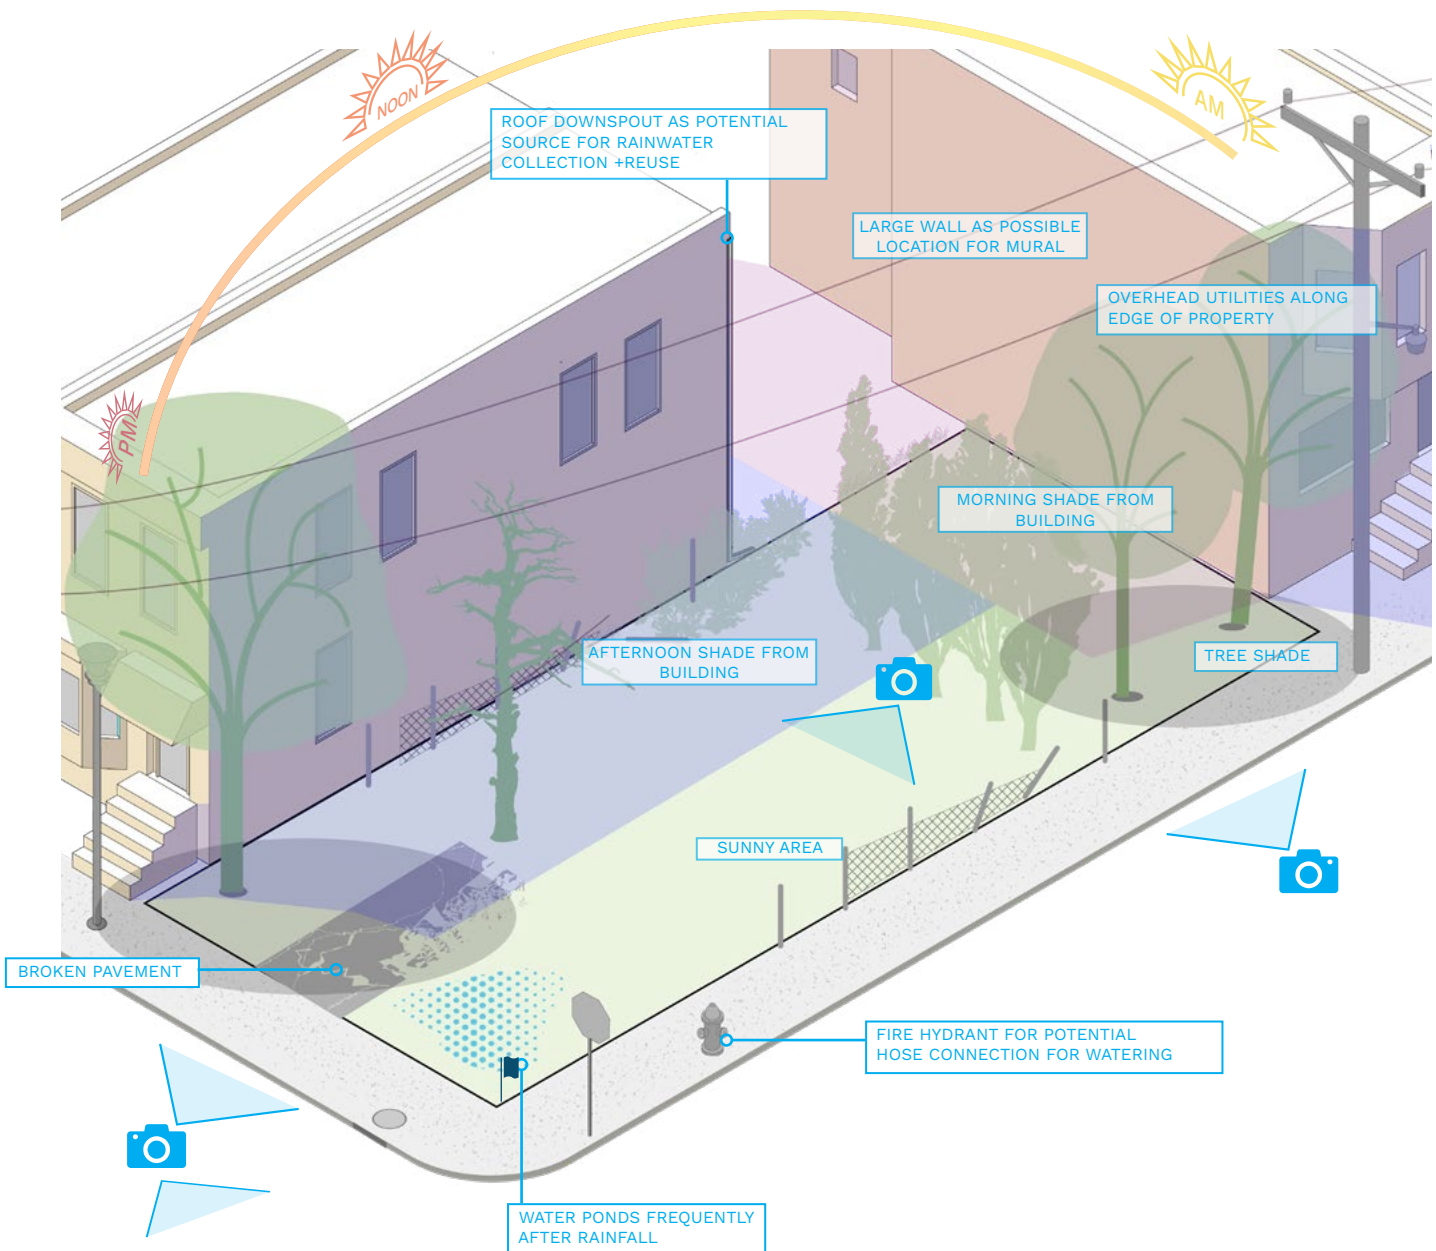 NOON
AM
PM
ROOF DOWNSPOUT AS POTENTIAL
SOURCE FOR RAINWATER
COLLECTION +REUSE
LARGE WALL AS POSSIBLE
LOCATION FOR MURAL
OVERHEAD UTILITIES ALONG
EDGE OF PROPERTY
MORNING SHADE FROM
BUILDING
AFTERNOON SHADE FROM
BUILDING
TREE SHADE
SUNNY AREA
BROKEN PAVEMENT
FIRE HYDRANT FOR POTENTIAL
HOSE CONNECTION FOR WATERING
WATER PONDS FREQUENTLY
AFTER RAINFALL